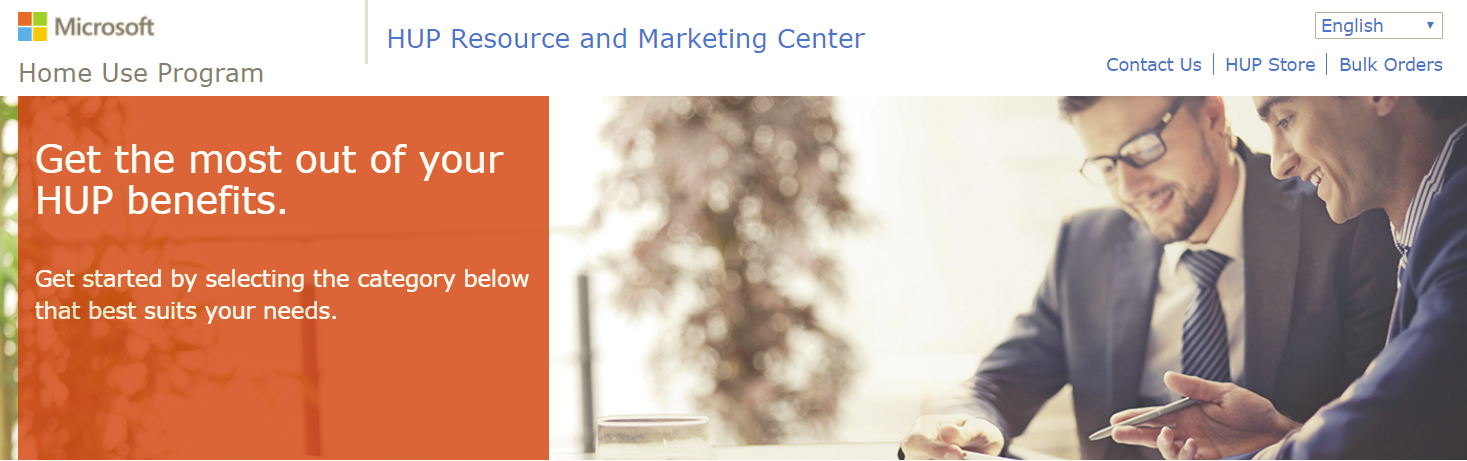 Microsoft
Home Use Program
HUP Resource and Marketing Center
English
Contact Us
HUP Store
Bulk Orders
Get the most out of your
HUP benefits.
Get started by selecting the category below
that best suits your needs.